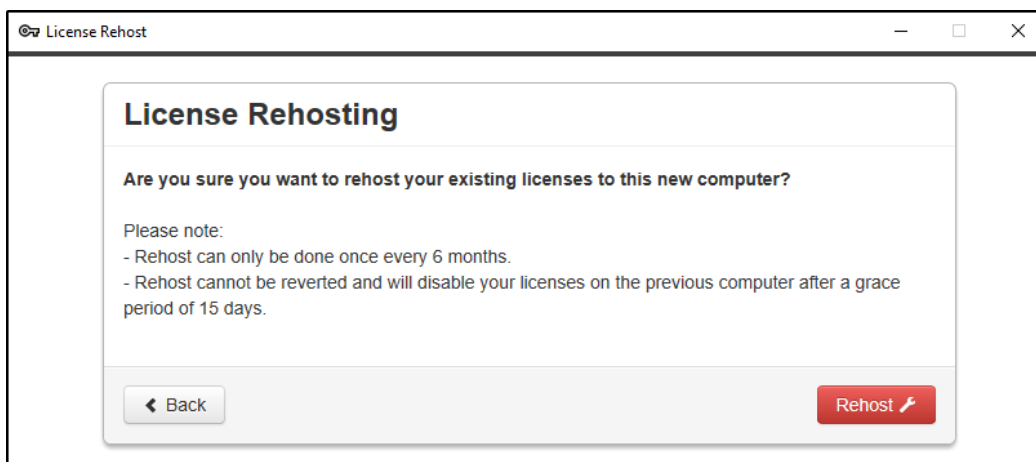 License Rehost
License Rehosting
Are you sure you want to rehost your existing licenses to this new computer?
Please note:
- Rehost can only be done once every 6 months.
- Rehost cannot be reverted and will disable your licenses on the previous computer after a grace
period of 15 days.
Back
Rehost